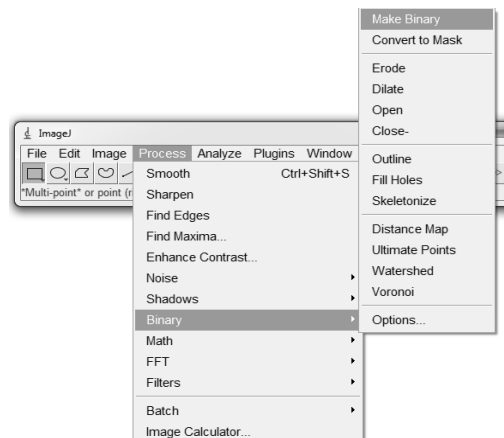 ImageJ
File Edit Image Process Analyze Plugins Window
*Multi-point* or point
Smooth Ctrl+Shift+S
Sharpen
Find Edges
Find Maxima...
Enhance Contrast...
Noise
Shadows
Binary
Math
FFT
Filters
Batch
Image Calculator...
Make Binary
Convert to Mask
Erode
Dilate
Open
Close-
Outline
Fill Holes
Skeletonize
Distance Map
Ultimate Points
Watershed
Voronoi
Options...